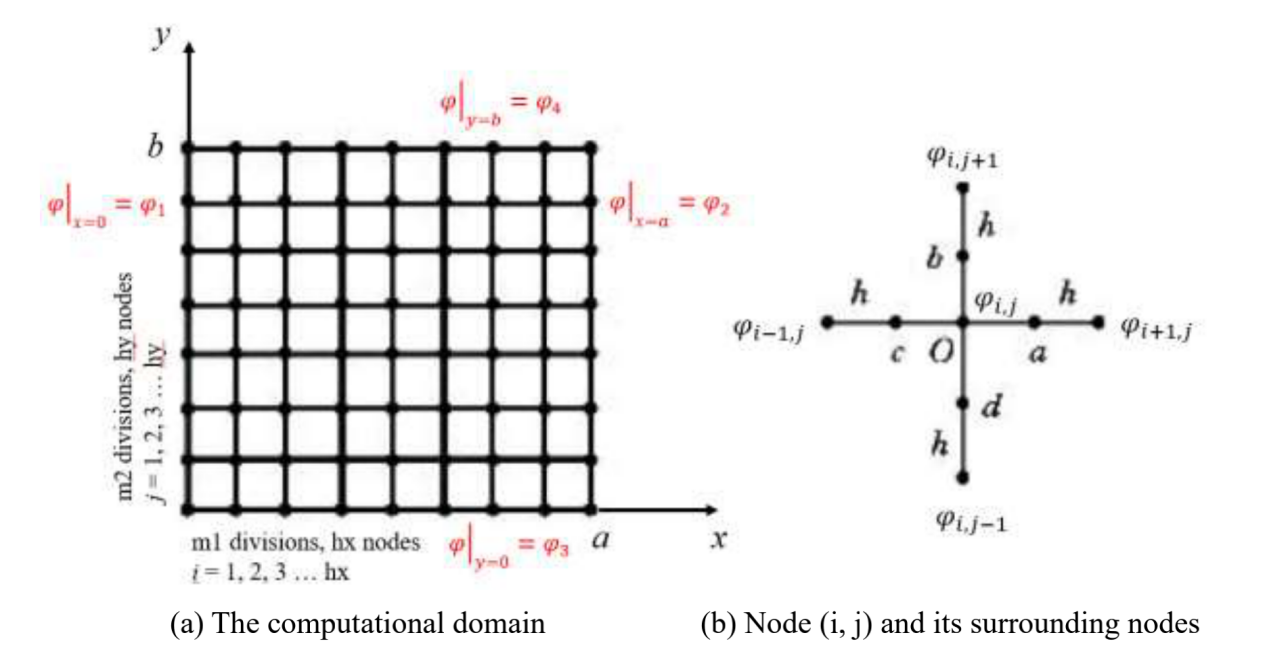 y
φ|y=b = φ₄
b
φ|x=0 = φ₁
φ|x=a = φ₂
m2 divisions, hy nodes
j = 1, 2, 3 ... hy
m1 divisions, hx nodes
i = 1, 2, 3 ... hx
φ|y=0 = φ₃
a
x
(a) The computational domain
φi,j+1
h
b
h
φi,j
h
φi−1,j
φi+1,j
c
O
a
d
h
φi,j−1
(b) Node (i, j) and its surrounding nodes